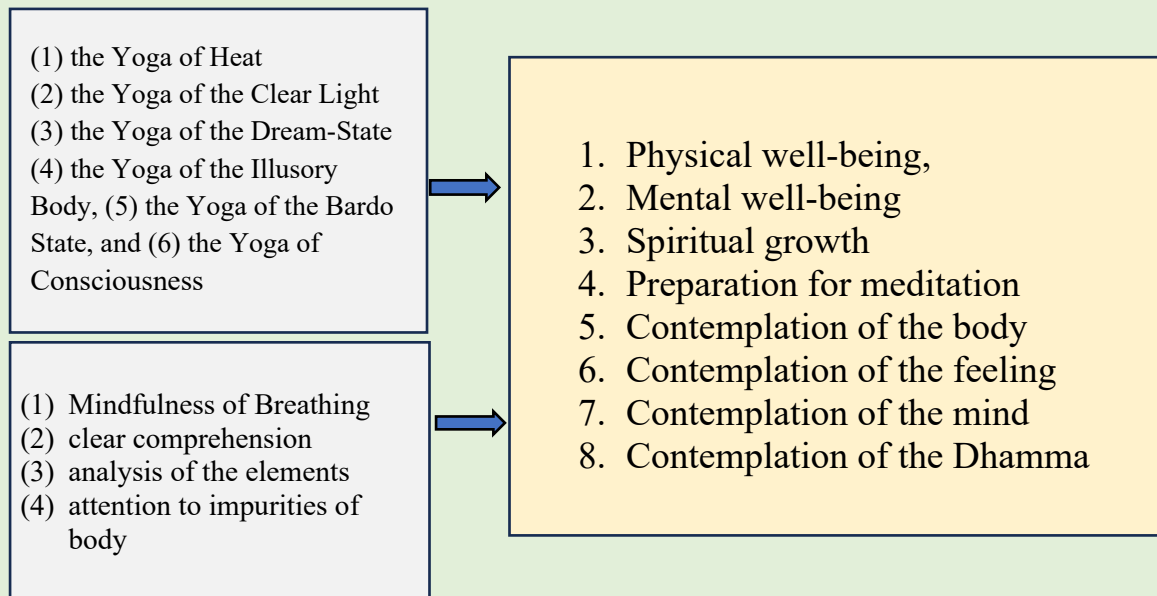 (1) the Yoga of Heat
(2) the Yoga of the Clear Light
(3) the Yoga of the Dream-State
(4) the Yoga of the Illusory
Body, (5) the Yoga of the Bardo
State, and (6) the Yoga of
Consciousness
(1) Mindfulness of Breathing
(2) clear comprehension
(3) analysis of the elements
(4) attention to impurities of
body
1. Physical well-being,
2. Mental well-being
3. Spiritual growth
4. Preparation for meditation
5. Contemplation of the body
6. Contemplation of the feeling
7. Contemplation of the mind
8. Contemplation of the Dhamma